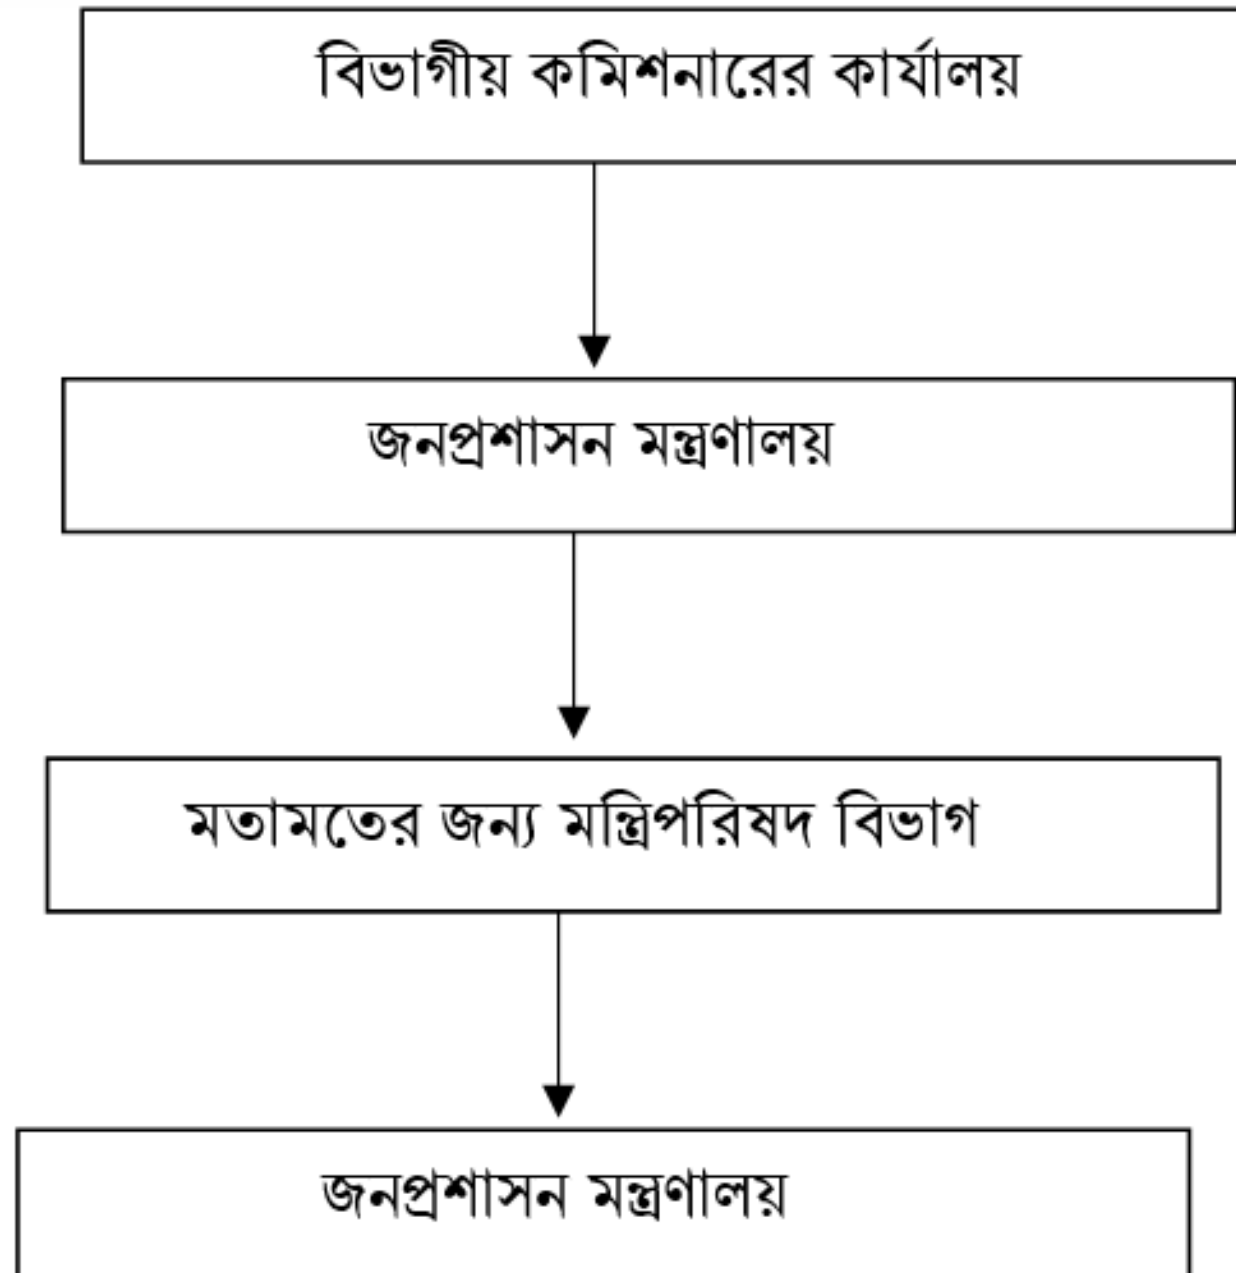 বিভাগীয় কমিশনারের কার্যালয়
জনপ্রশাসন মন্ত্রণালয়
মতামতের জন্য মন্ত্রিপরিষদ বিভাগ
জনপ্রশাসন মন্ত্রণালয়